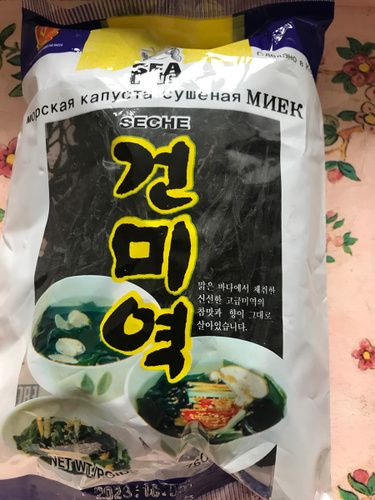 SEA
морская капуста сушеная МИЕК
SECHE
건미역
맑은 바다에서 채취한
신선한 고급미역의
참맛과 향이 그대로
살아있습니다.
NET WT/POIDS